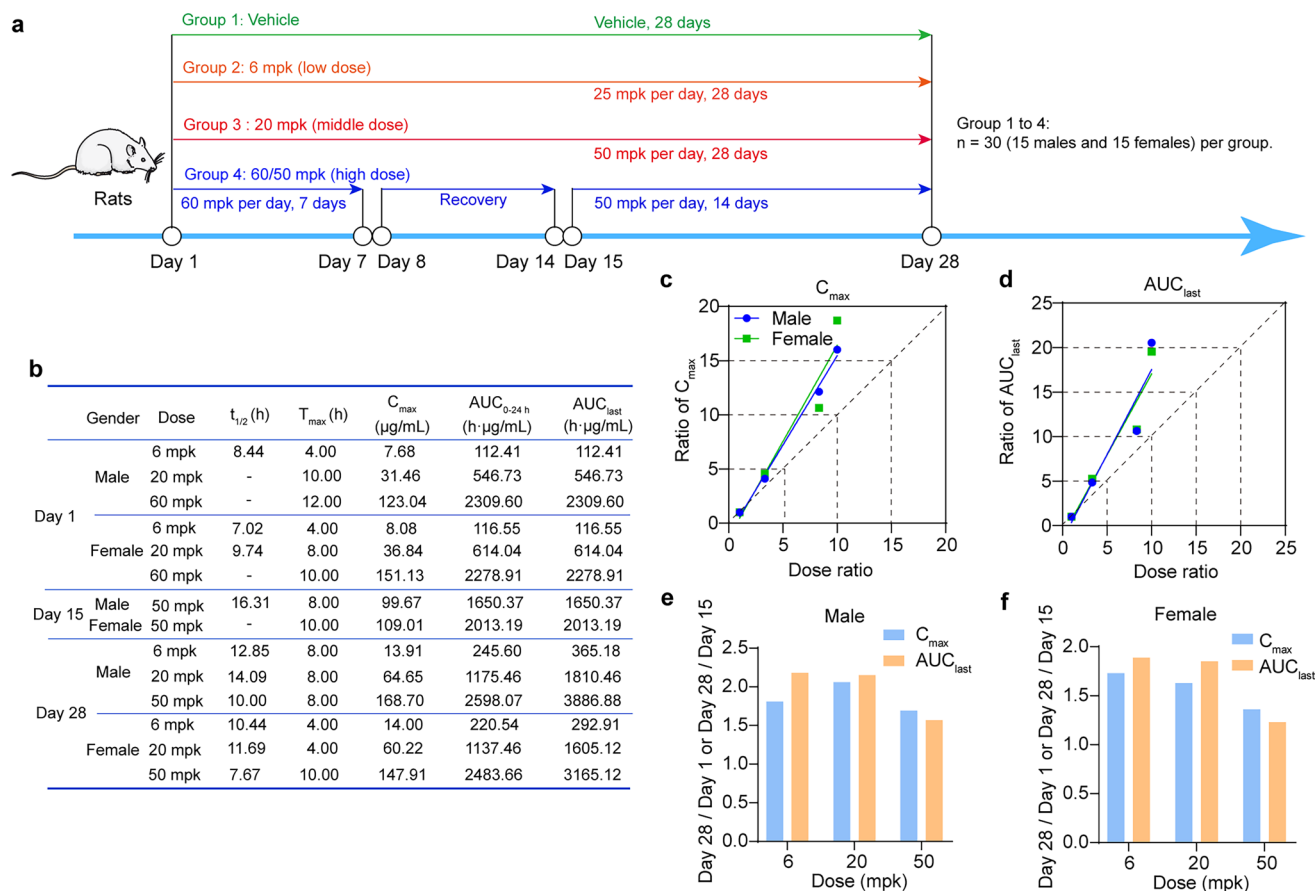 a
Group 1: Vehicle
Vehicle, 28 days
Group 2: 6 mpk (low dose)
25 mpk per day, 28 days
Group 3 : 20 mpk (middle dose)
50 mpk per day, 28 days
Group 4: 60/50 mpk (high dose)
60 mpk per day, 7 days
Recovery
50 mpk per day, 14 days
Rats
Group 1 to 4:
n = 30 (15 males and 15 females) per group.
Day 1
Day 7
Day 8
Day 14
Day 15
Day 28
b
Gender Dose t1/2 (h) Tmax (h) Cmax (µg/mL) AUC0-24 h (h·µg/mL) AUClast (h·µg/mL)
Day 1 Male 6 mpk 8.44 4.00 7.68 112.41 112.41
20 mpk - 10.00 31.46 546.73 546.73
60 mpk - 12.00 123.04 2309.60 2309.60
Female 6 mpk 7.02 4.00 8.08 116.55 116.55
20 mpk 9.74 8.00 36.84 614.04 614.04
60 mpk - 10.00 151.13 2278.91 2278.91
Day 15 Male 50 mpk 16.31 8.00 99.67 1650.37 1650.37
Female 50 mpk - 10.00 109.01 2013.19 2013.19
Day 28 Male 6 mpk 12.85 8.00 13.91 245.60 365.18
20 mpk 14.09 8.00 64.65 1175.46 1810.46
50 mpk 10.00 8.00 168.70 2598.07 3886.88
Female 6 mpk 10.44 4.00 14.00 220.54 292.91
20 mpk 11.69 4.00 60.22 1137.46 1605.12
50 mpk 7.67 10.00 147.91 2483.66 3165.12
c
Cmax
Male
Female
Ratio of Cmax
20
15
10
5
0
0 5 10 15 20
Dose ratio
d
AUClast
Ratio of AUClast
25
20
15
10
5
0
0 5 10 15 20 25
Dose ratio
e
Male
Cmax
AUClast
Day 28 / Day 1 or Day 28 / Day 15
2.5
2.0
1.5
1.0
0.5
0.0
6 20 50
Dose (mpk)
f
Female
Cmax
AUClast
Day 28 / Day 1 or Day 28 / Day 15
2.0
1.5
1.0
0.5
0.0
6 20 50
Dose (mpk)